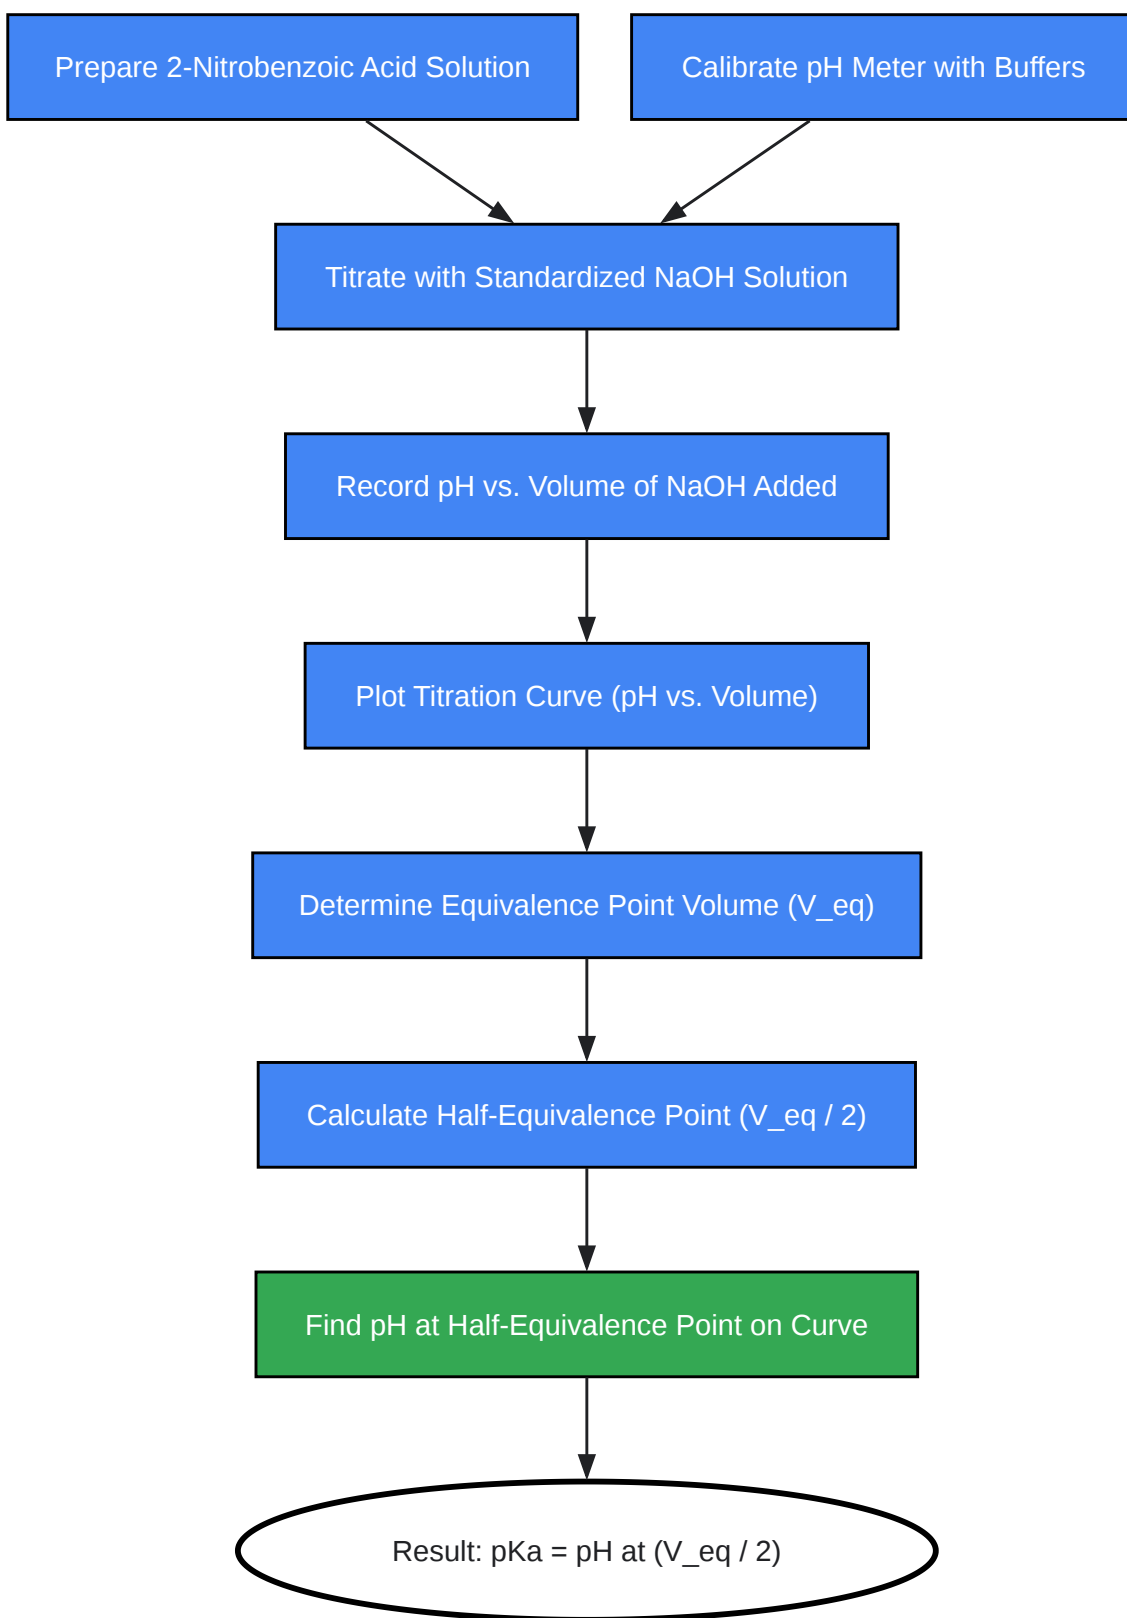 Prepare 2-Nitrobenzoic Acid Solution
Calibrate pH Meter with Buffers
Titrate with Standardized NaOH Solution
Record pH vs. Volume of NaOH Added
Plot Titration Curve (pH vs. Volume)
Determine Equivalence Point Volume (V_eq)
Calculate Half-Equivalence Point (V_eq / 2)
Find pH at Half-Equivalence Point on Curve
Result: pKa = pH at (V_eq / 2)